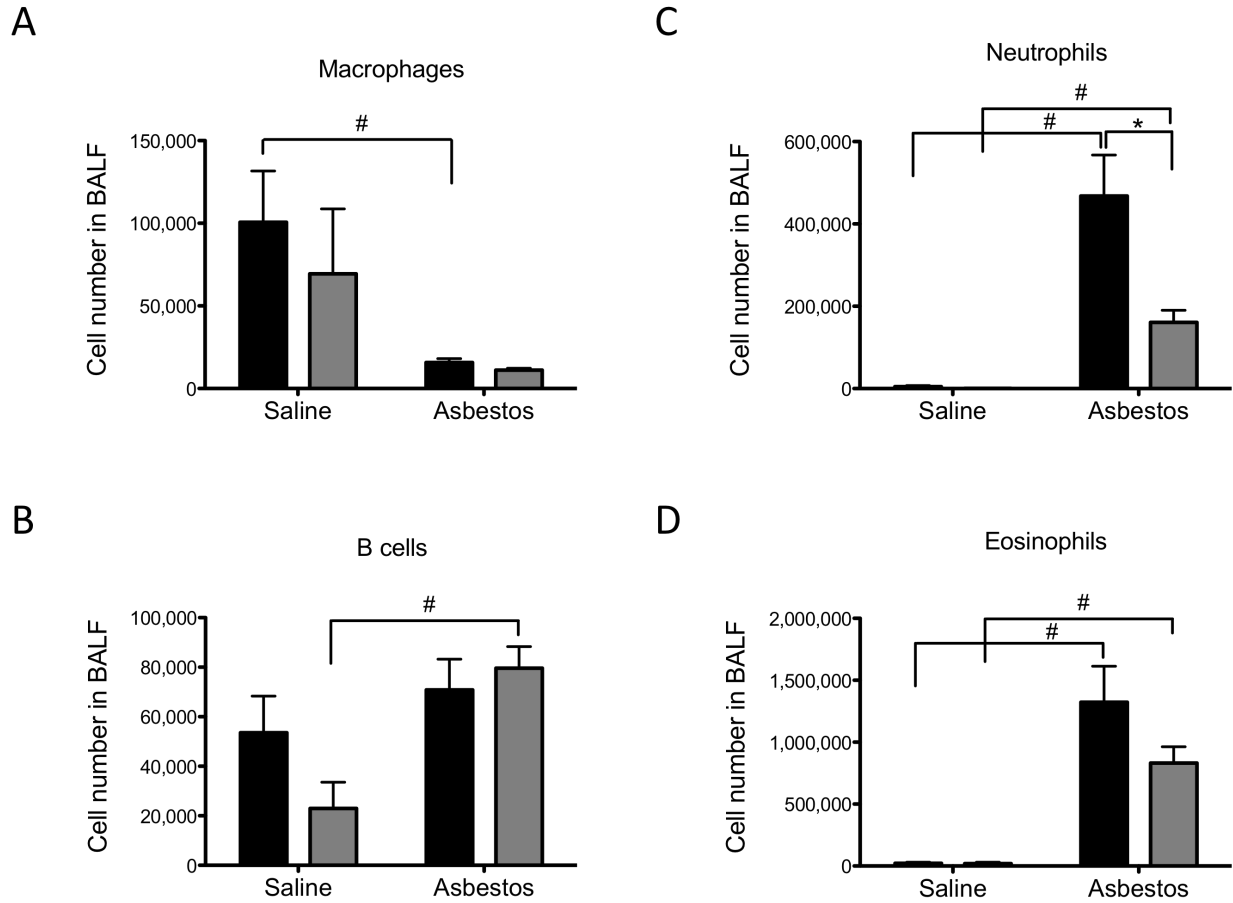 A
Macrophages
#
Cell number in BALF
150,000
100,000
50,000
0
Saline
Asbestos
B
B cells
#
Cell number in BALF
100,000
80,000
60,000
40,000
20,000
0
Saline
Asbestos
C
Neutrophils
#
#
*
Cell number in BALF
600,000
400,000
200,000
0
Saline
Asbestos
D
Eosinophils
#
#
Cell number in BALF
2,000,000
1,500,000
1,000,000
500,000
0
Saline
Asbestos